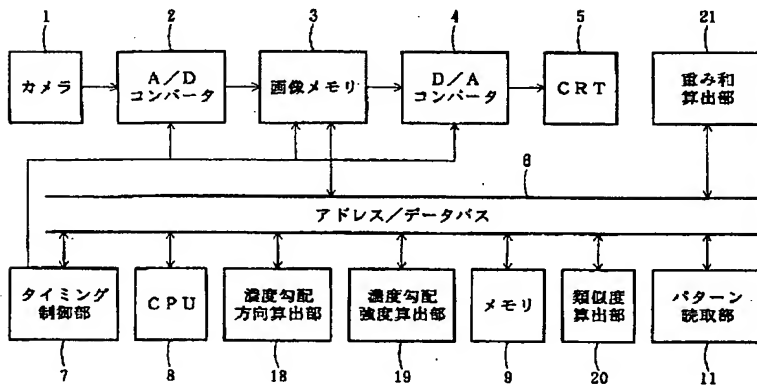 1
2
3
4
5
21
カメラ
A/D
コンバータ
画像メモリ
D/A
コンバータ
CRT
重み和
算出部
6
アドレス/データバス
タイミング
制御部
CPU
濃度勾配
方向算出部
濃度勾配
強度算出部
メモリ
類似度
算出部
パターン
読取部
7
8
18
19
9
20
11